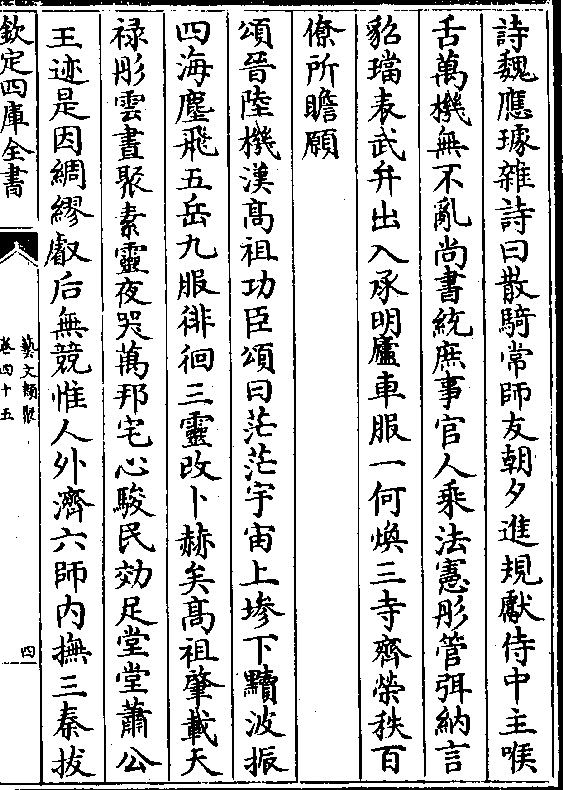 詩魏應璩雜詩曰散騎常師友朝夕進規獻侍中主喉
舌萬機無不亂尚書統庶事官人乘法憲彤管弭納言
貂璫表武弁出入承明廬車服一何煥三寺齊榮秩百
僚所瞻願
頌晉陸機漢髙祖功臣頌曰茫茫宇宙上墋下黷波振
四海塵飛五岳九服徘徊三靈改卜赫矣髙祖肇載天
禄彤雲晝聚素靈夜哭萬邦宅心駿民効足堂堂蕭公
王迹是因綢繆叡后無競惟人外濟六師内撫三秦拔
欽定四庫全書
藝文類聚
卷四十五
四